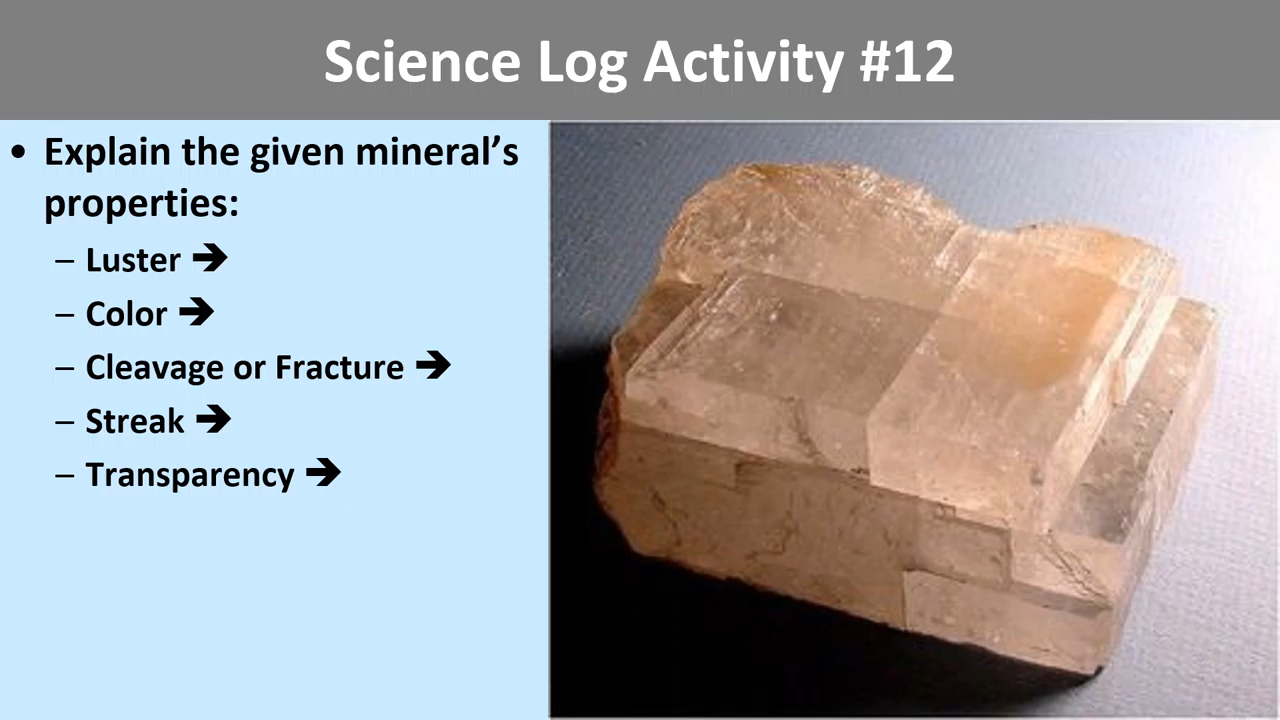 Science Log Activity #12
• Explain the given mineral’s
properties:
– Luster ➔
– Color ➔
– Cleavage or Fracture ➔
– Streak ➔
– Transparency ➔